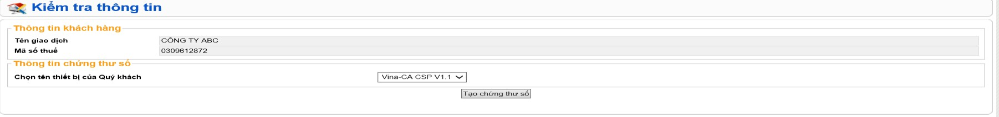 Kiểm tra thông tin
Thông tin khách hàng
Tên giao dịch CÔNG TY ABC
Mã số thuế 0309612872
Thông tin chứng thư số
Chọn tên thiết bị của Quý khách Vina-CA CSP V1.1
Tạo chứng thư số